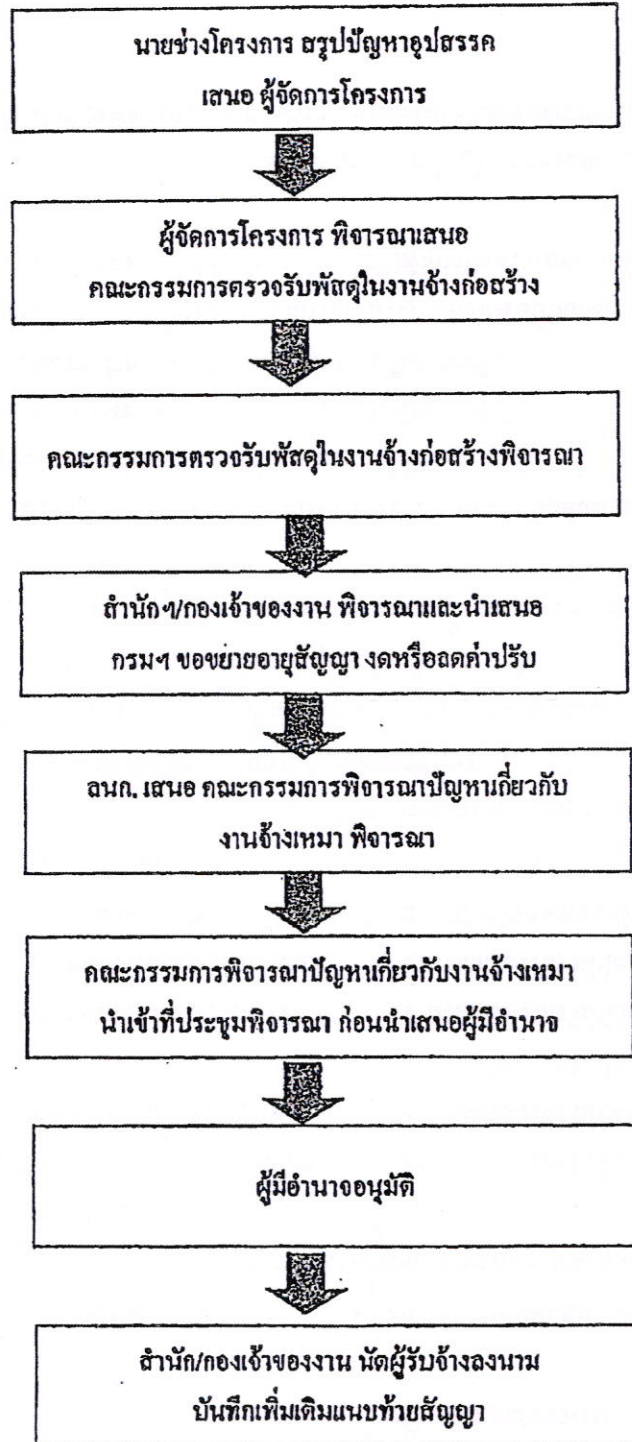 นายช่างโครงการ สรุปปัญหาอุปสรรค
เสนอ ผู้จัดการโครงการ
ผู้จัดการโครงการ พิจารณาเสนอ
คณะกรรมการตรวจรับพัสดุในงานจ้างก่อสร้าง
คณะกรรมการตรวจรับพัสดุในงานจ้างก่อสร้างพิจารณา
สำนักฯ/กองเจ้าของงาน พิจารณาและนำเสนอ
กรมฯ ขอขยายอายุสัญญา งดหรือลดค่าปรับ
ลนก. เสนอ คณะกรรมการพิจารณาปัญหาเกี่ยวกับ
งานจ้างเหมา พิจารณา
คณะกรรมการพิจารณาปัญหาเกี่ยวกับงานจ้างเหมา
นำเข้าที่ประชุมพิจารณา ก่อนนำเสนอผู้มีอำนาจ
ผู้มีอำนาจอนุมัติ
สำนัก/กองเจ้าของงาน นัดผู้รับจ้างลงนาม
บันทึกเพิ่มเติมแนบท้ายสัญญา